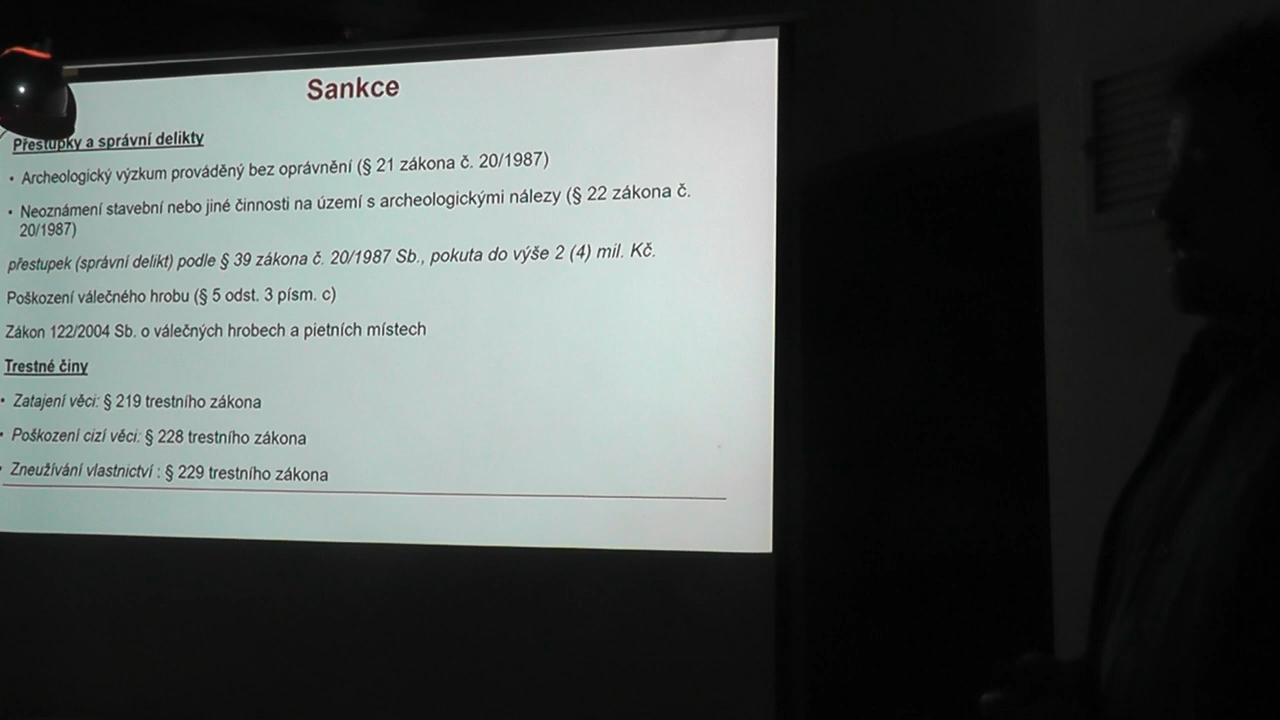 Sankce
Přestupky a správní delikty
• Archeologický výzkum prováděný bez oprávnění (§ 21 zákona č. 20/1987)
• Neoznámení stavební nebo jiné činnosti na území s archeologickými nálezy (§ 22 zákona č.
20/1987)
přestupek (správní delikt) podle § 39 zákona č. 20/1987 Sb., pokuta do výše 2 (4) mil. Kč.
Poškození válečného hrobu (§ 5 odst. 3 písm. c)
Zákon 122/2004 Sb. o válečných hrobech a pietních místech
Trestné činy
• Zatajení věci: § 219 trestního zákona
• Poškození cizí věci: § 228 trestního zákona
• Zneužívání vlastnictví : § 229 trestního zákona